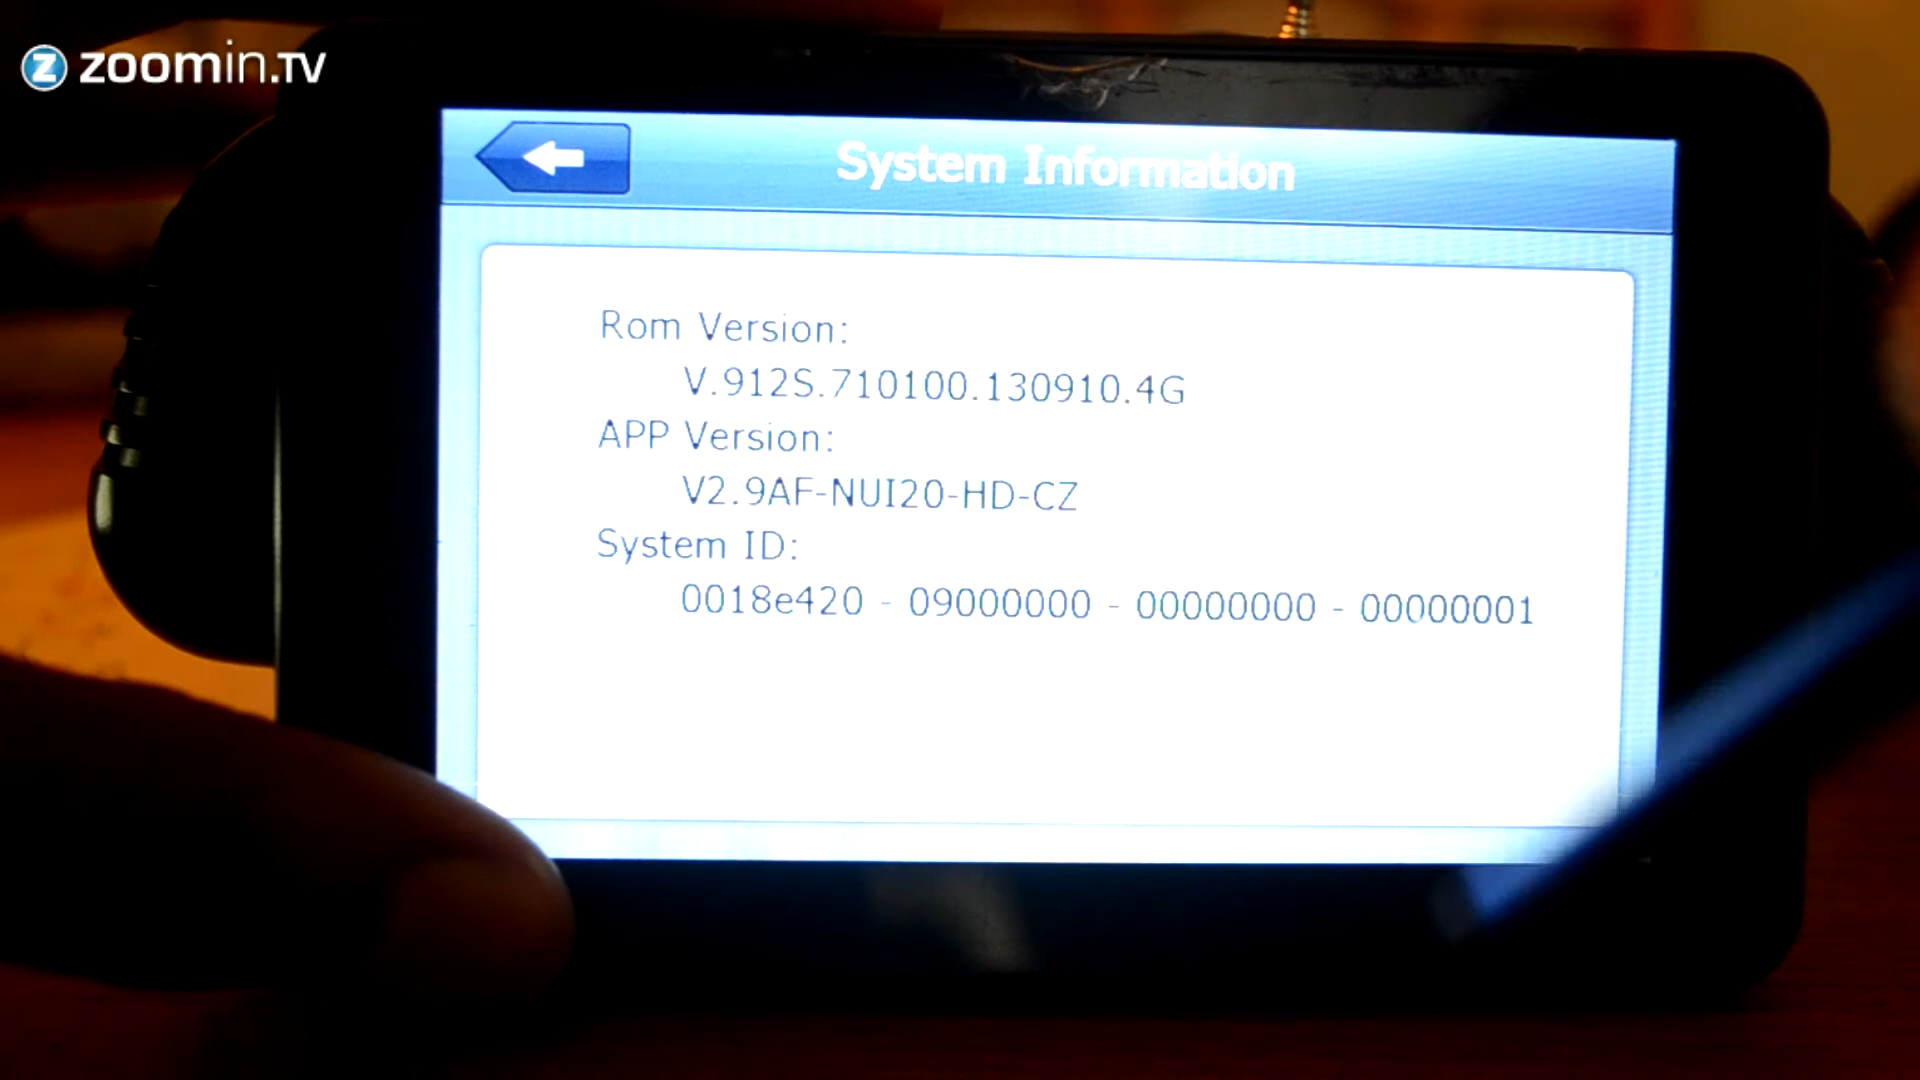 zoomin.TV
System Information
Rom Version:
V.912S.710100.130910.4G
APP Version:
V2.9AF-NUI20-HD-CZ
System ID:
0018e420 - 09000000 - 00000000 - 00000001